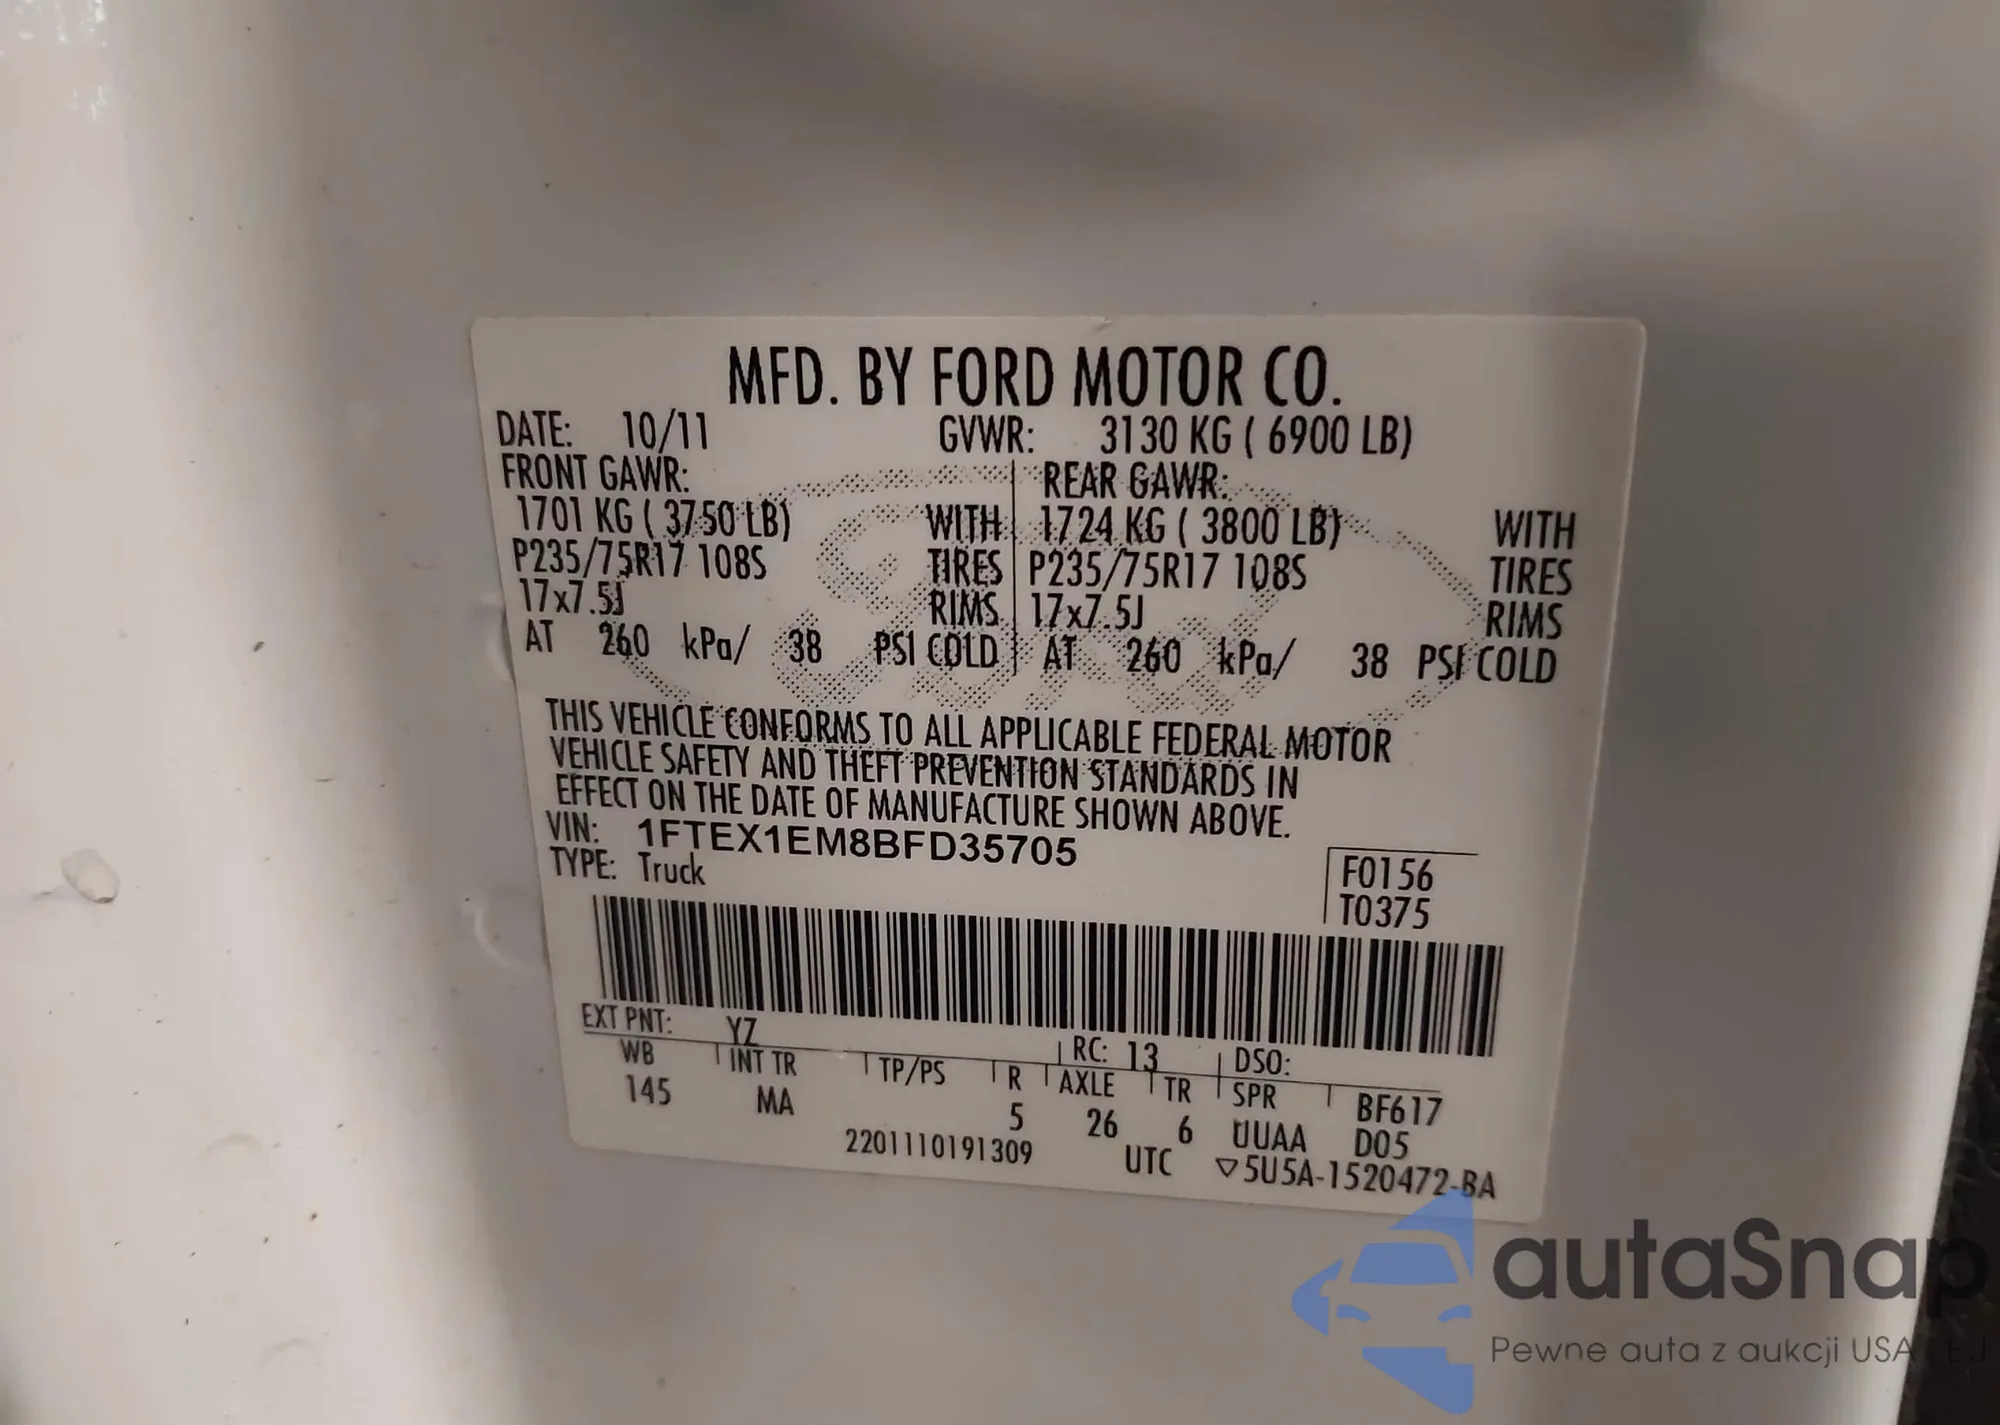 MFD. BY FORD MOTOR CO.
DATE: 10/11 GVWR: 3130 KG ( 6900 LB)
FRONT GAWR: REAR GAWR:
1701 KG ( 3750 LB) WITH 1724 KG ( 3800 LB) WITH
P235/75R17 108S TIRES P235/75R17 108S TIRES
17x7.5J RIMS 17x7.5J RIMS
AT 260 kPa/ 38 PSI COLD AT 260 kPa/ 38 PSI COLD
THIS VEHICLE CONFORMS TO ALL APPLICABLE FEDERAL MOTOR
VEHICLE SAFETY AND THEFT PREVENTION STANDARDS IN
EFFECT ON THE DATE OF MANUFACTURE SHOWN ABOVE.
VIN: 1FTEX1EM8BFD35705
TYPE: Truck F0156
T0375
EXT PNT: YZ RC: 13 DSO:
WB INT TR TP/PS R AXLE TR SPR BF617
145 MA 5 26 6 UUAA D05
2201110191309 UTC ▽5U5A-1520472-BA
autaSnap
Pewne auta z aukcji USA